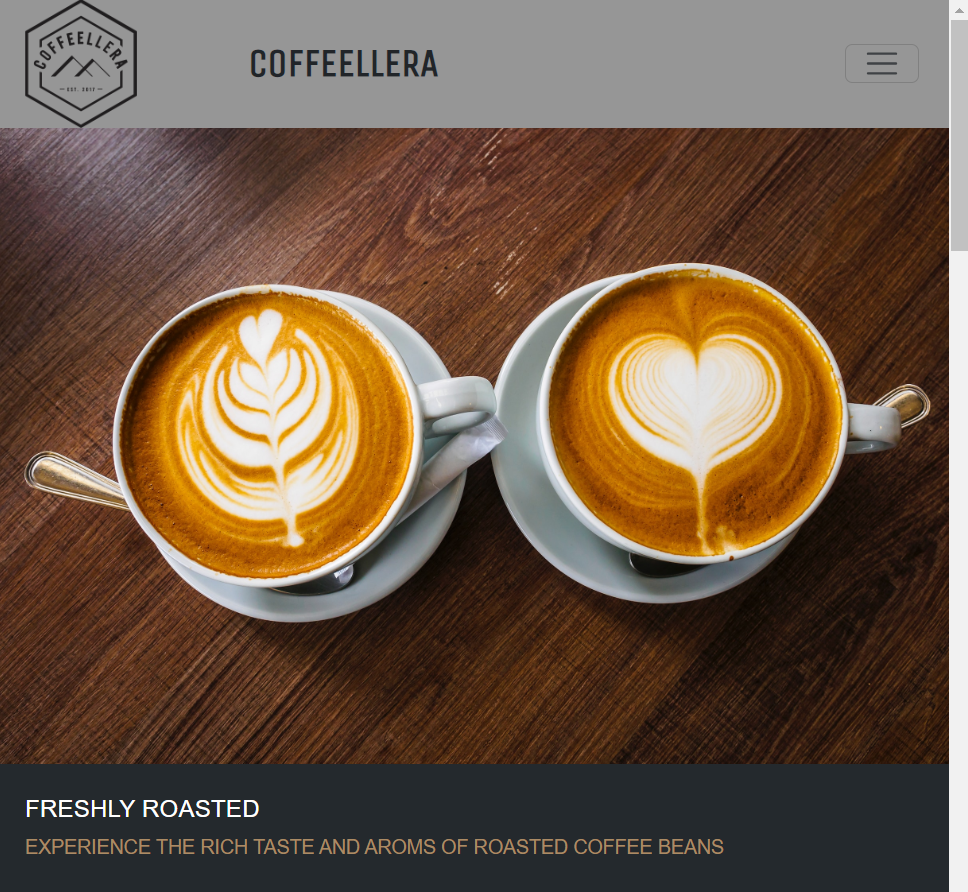 COFFEELLERA
EST. 2017
COFFEELLERA
FRESHLY ROASTED
EXPERIENCE THE RICH TASTE AND AROMS OF ROASTED COFFEE BEANS